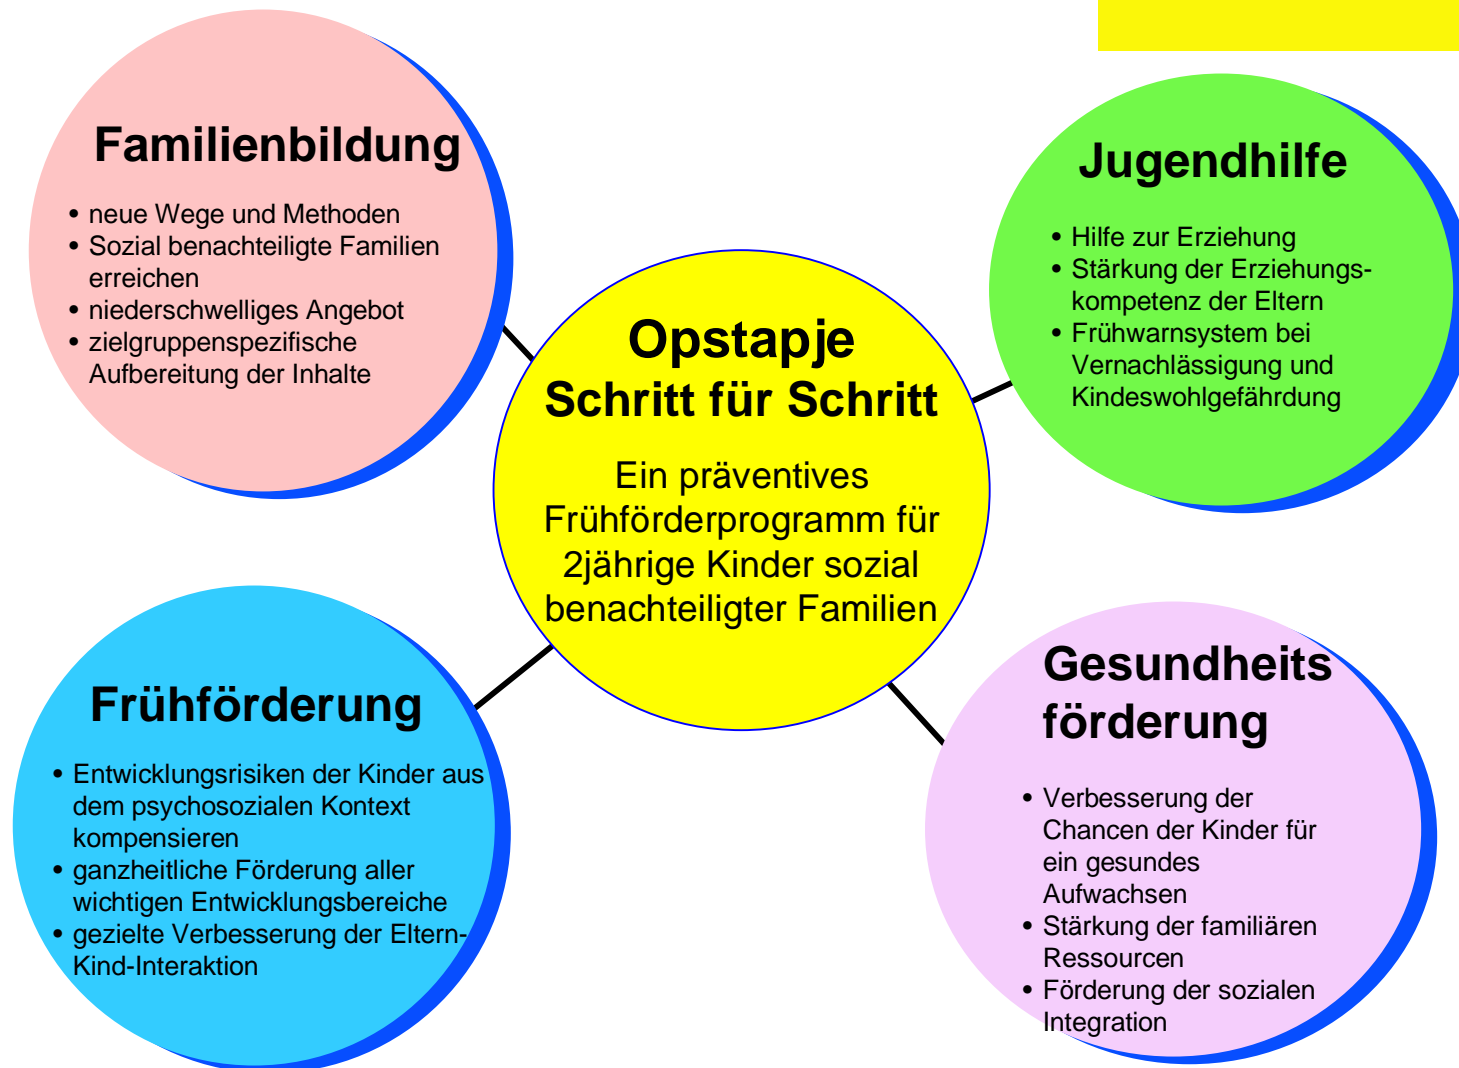 Familienbildung
• neue Wege und Methoden
• Sozial benachteiligte Familien
erreichen
• niederschwelliges Angebot
• zielgruppenspezifische
Aufbereitung der Inhalte
Jugendhilfe
• Hilfe zur Erziehung
• Stärkung der Erziehungs-
kompetenz der Eltern
• Frühwarnsystem bei
Vernachlässigung und
Kindeswohlgefährdung
Opstapje
Schritt für Schritt
Ein präventives
Frühförderprogramm für
2jährige Kinder sozial
benachteiligter Familien
Frühförderung
• Entwicklungsrisiken der Kinder aus
dem psychosozialen Kontext
kompensieren
• ganzheitliche Förderung aller
wichtigen Entwicklungsbereiche
• gezielte Verbesserung der Eltern-
Kind-Interaktion
Gesundheits
förderung
• Verbesserung der
Chancen der Kinder für
ein gesundes
Aufwachsen
• Stärkung der familiären
Ressourcen
• Förderung der sozialen
Integration